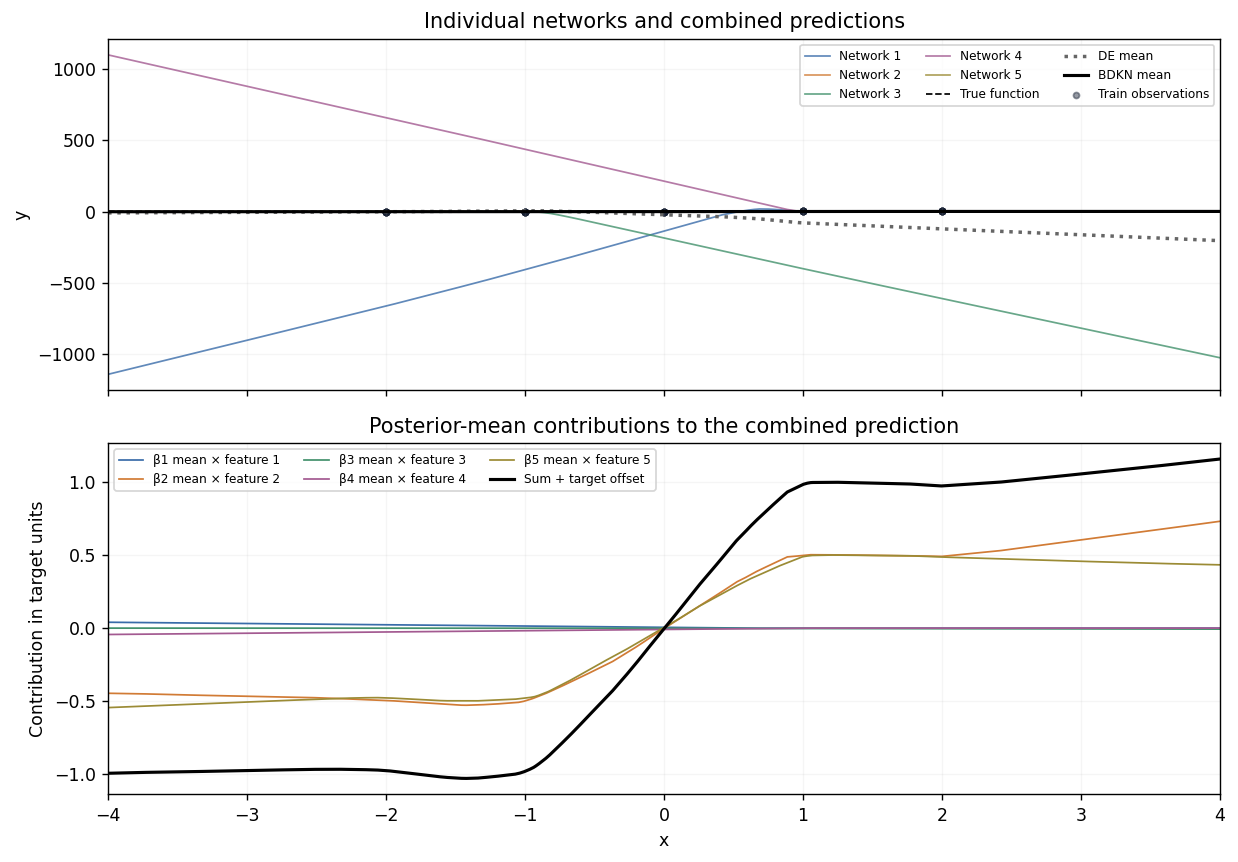 Individual networks and combined predictions
1000
500
0
−500
−1000
y
Network 1
Network 2
Network 3
Network 4
Network 5
True function
DE mean
BDKN mean
Train observations
Posterior-mean contributions to the combined prediction
1.0
0.5
0.0
−0.5
−1.0
Contribution in target units
β1 mean × feature 1
β2 mean × feature 2
β3 mean × feature 3
β4 mean × feature 4
β5 mean × feature 5
Sum + target offset
−4 −3 −2 −1 0 1 2 3 4
x